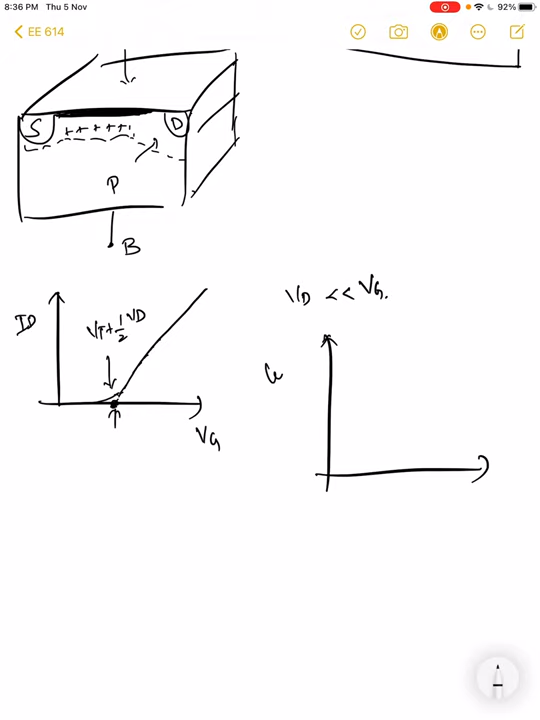 8:36 PM Thu 5 Nov
92%
EE 614
S
+ + + + + +
D
P
B
ID
VT+½VD
VG
VD << VG.